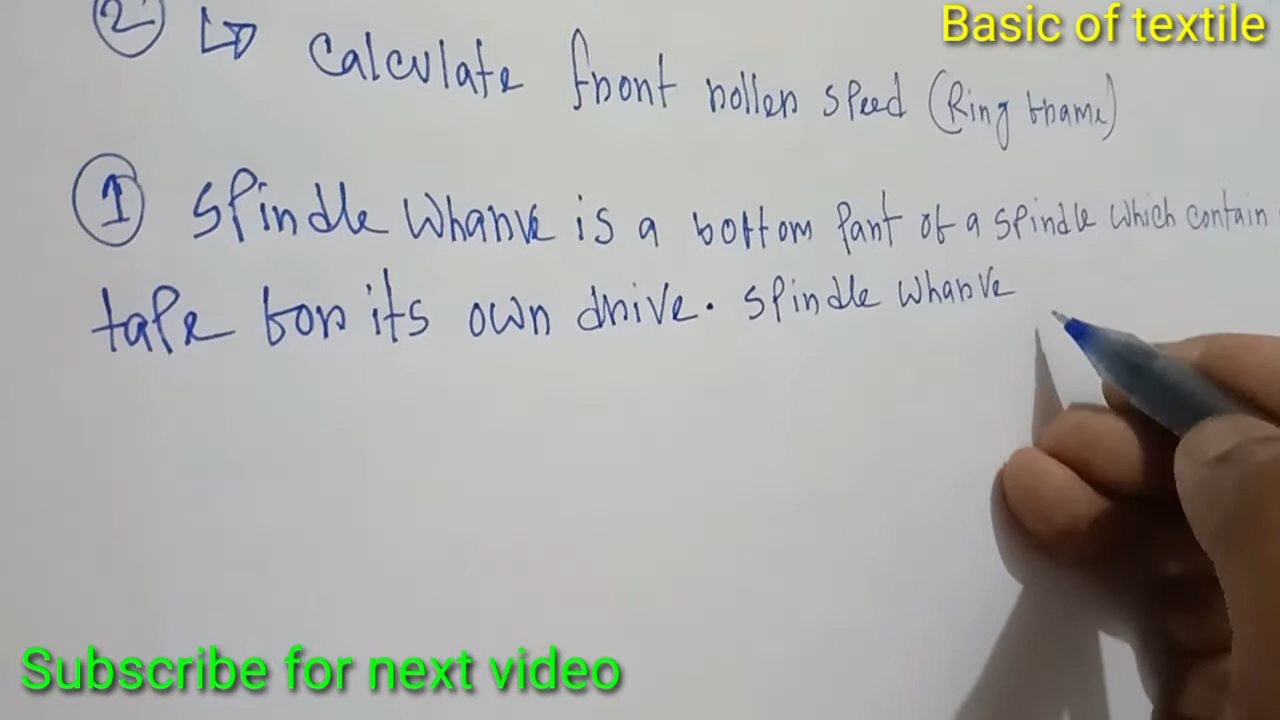 Basic of textile
2 ↳ Calculate front roller speed (Ring frame)
1 Spindle Wharve is a bottom part of a spindle which contain
tape for its own drive. Spindle wharve
Subscribe for next video